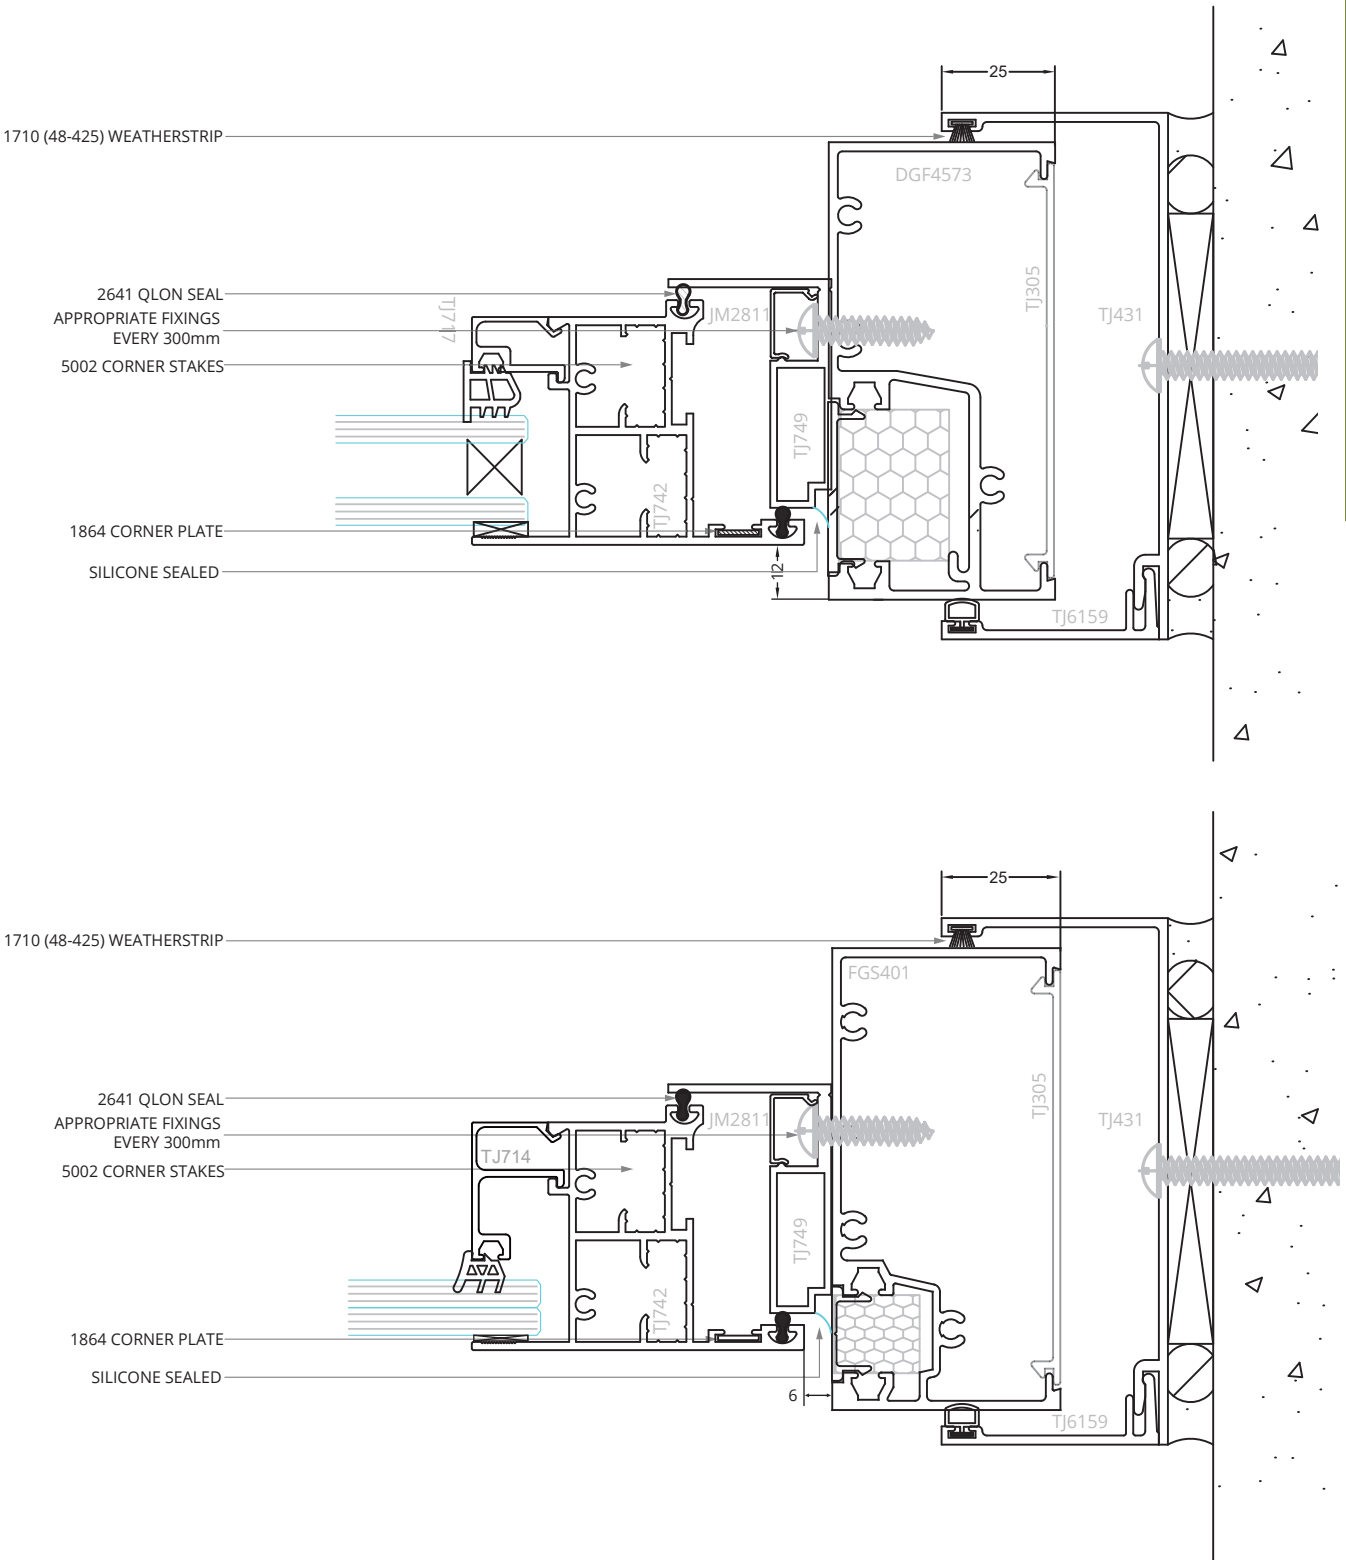 25
1710 (48-425) WEATHERSTRIP
DGF4573
TJ305
2641 QLON SEAL
TJ717
JM2811
TJ431
APPROPRIATE FIXINGS
EVERY 300mm
5002 CORNER STAKES
TJ749
TJ742
1864 CORNER PLATE
SILICONE SEALED
12
TJ6159
25
1710 (48-425) WEATHERSTRIP
FGS401
TJ305
2641 QLON SEAL
JM2811
TJ431
APPROPRIATE FIXINGS
EVERY 300mm
TJ714
5002 CORNER STAKES
TJ749
TJ742
1864 CORNER PLATE
SILICONE SEALED
6
TJ6159